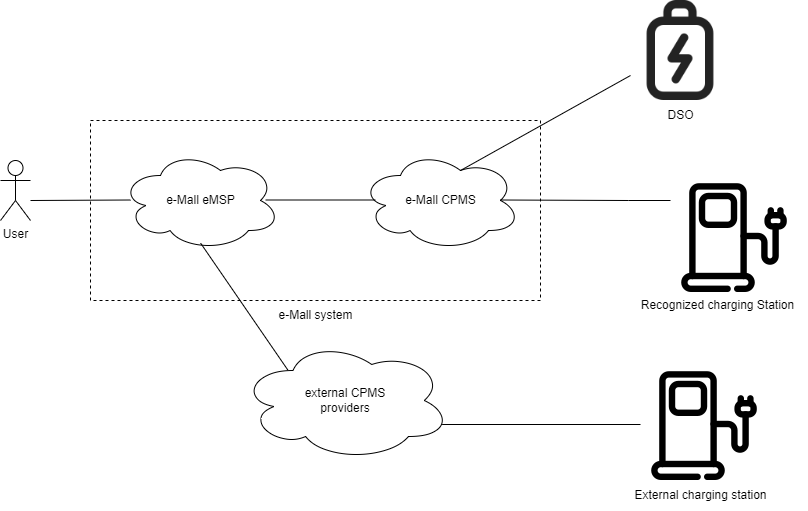 DSO
e-Mall eMSP
e-Mall CPMS
User
Recognized charging Station
e-Mall system
external CPMS
providers
External charging station